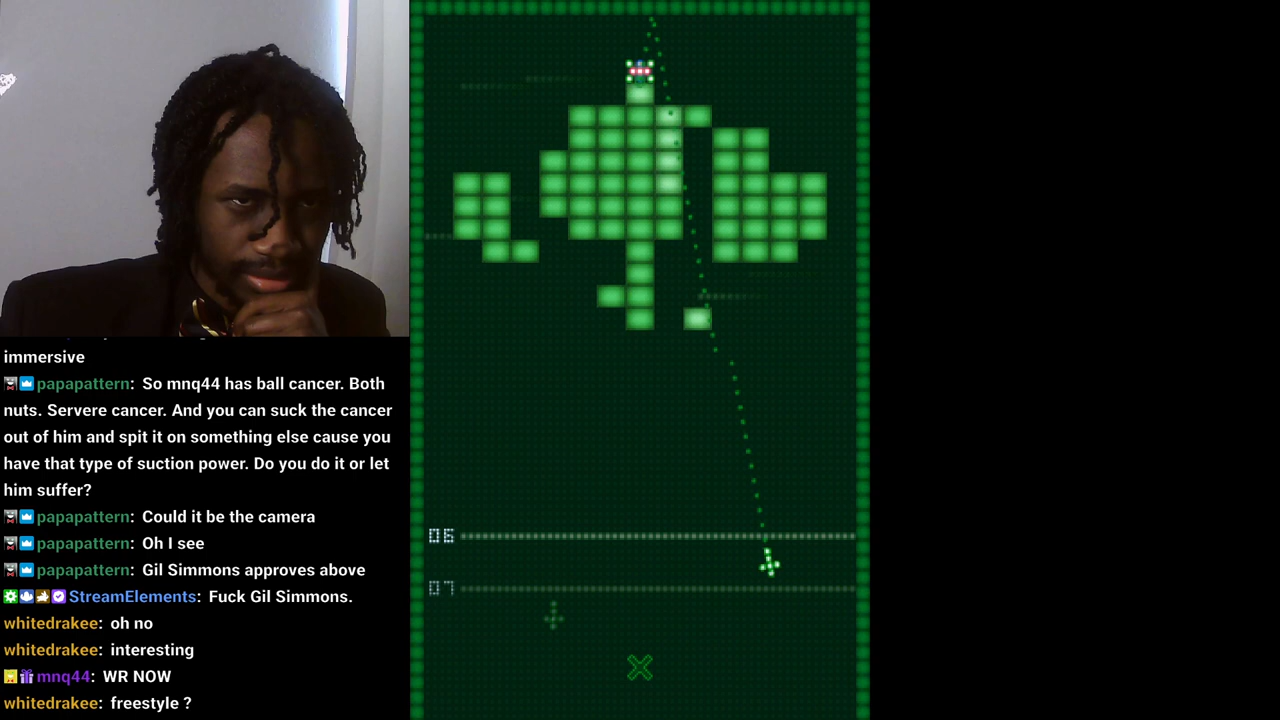 immersive
papapattern: So mnq44 has ball cancer. Both
nuts. Servere cancer. And you can suck the cancer
out of him and spit it on something else cause you
have that type of suction power. Do you do it or let
him suffer?
papapattern: Could it be the camera
papapattern: Oh I see
papapattern: Gil Simmons approves above
StreamElements: Fuck Gil Simmons.
whitedrakee: oh no
whitedrakee: interesting
mnq44: WR NOW
whitedrakee: freestyle ?
06
07